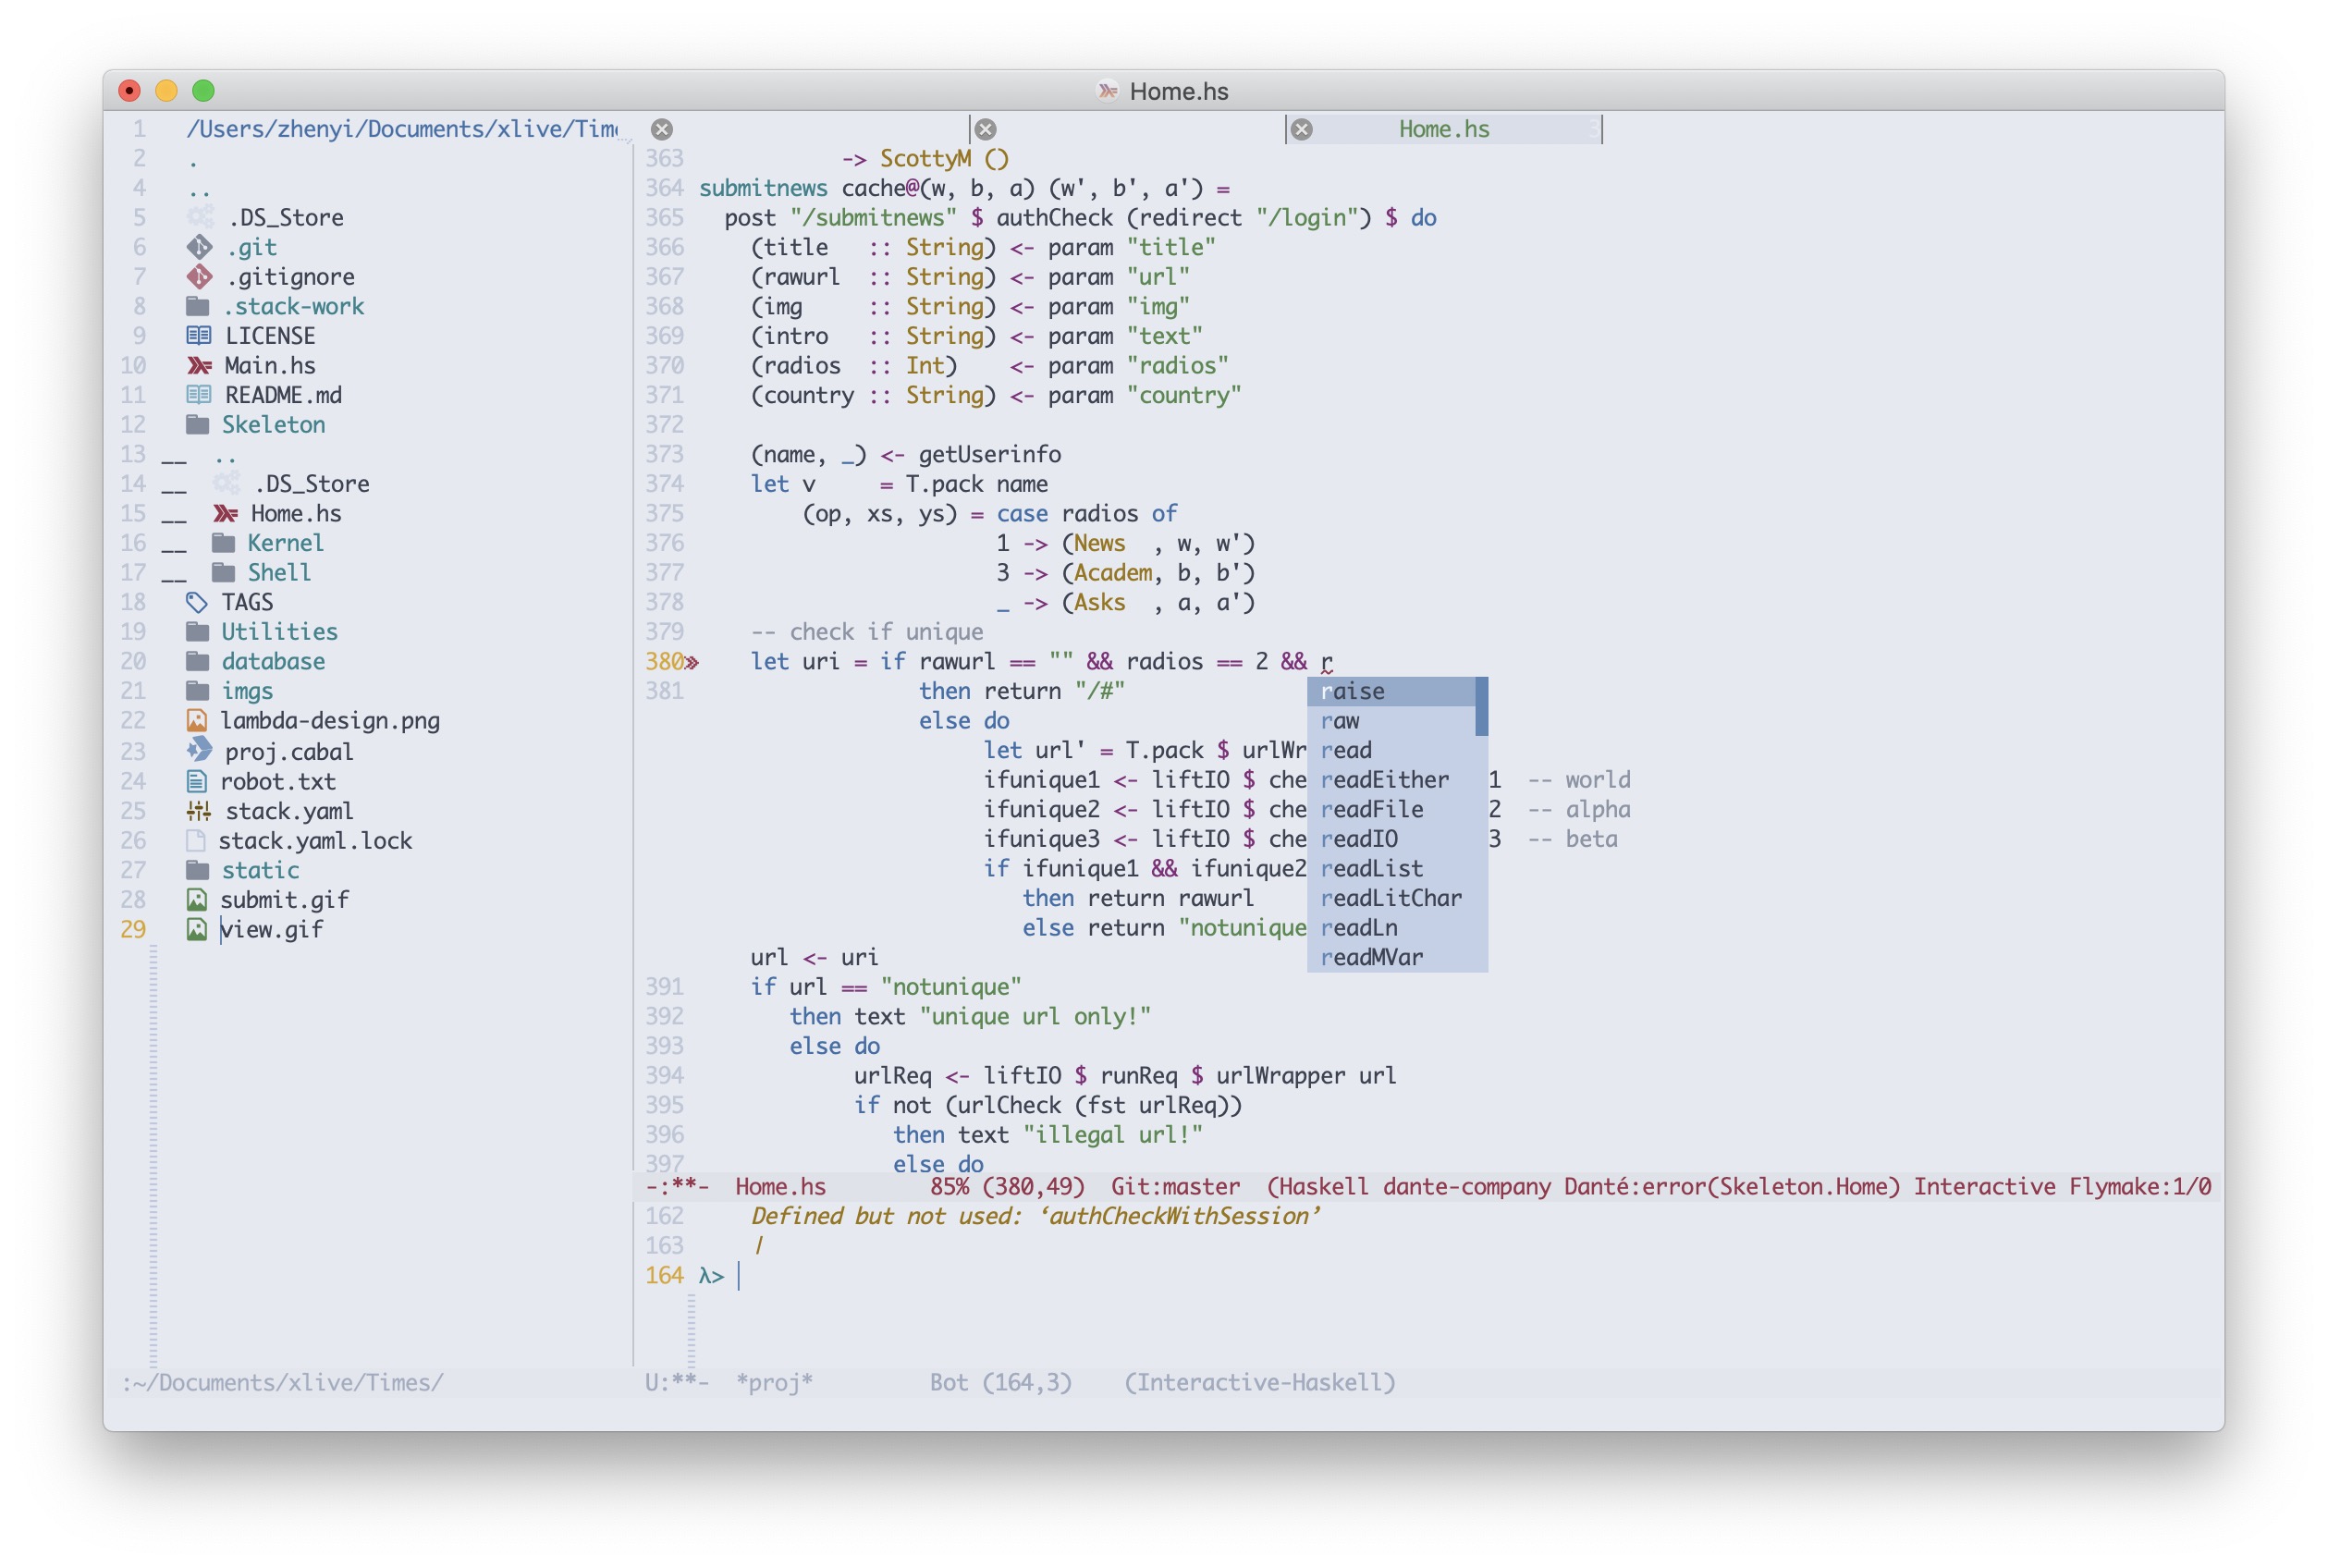 Home.hs
1 /Users/zhenyi/Documents/xlive/Time
2 .
4 ..
5 .DS_Store
6 .git
7 .gitignore
8 .stack-work
9 LICENSE
10 Main.hs
11 README.md
12 Skeleton
13 __ ..
14 __ .DS_Store
15 __ Home.hs
16 __ Kernel
17 __ Shell
18 TAGS
19 Utilities
20 database
21 imgs
22 lambda-design.png
23 proj.cabal
24 robot.txt
25 stack.yaml
26 stack.yaml.lock
27 static
28 submit.gif
29 view.gif
:~/Documents/xlive/Times/
Home.hs 3
363            -> ScottyM ()
364 submitnews cache@(w, b, a) (w', b', a') =
365   post "/submitnews" $ authCheck (redirect "/login") $ do
366     (title   :: String) <- param "title"
367     (rawurl  :: String) <- param "url"
368     (img     :: String) <- param "img"
369     (intro   :: String) <- param "text"
370     (radios  :: Int)    <- param "radios"
371     (country :: String) <- param "country"
372
373     (name, _) <- getUserinfo
374     let v     = T.pack name
375         (op, xs, ys) = case radios of
376                        1 -> (News  , w, w')
377                        3 -> (Academ, b, b')
378                        _ -> (Asks  , a, a')
379     -- check if unique
380     let uri = if rawurl == "" && radios == 2 && r
381                  then return "/#"
                 else do
                      let url' = T.pack $ urlWr
                      ifunique1 <- liftIO $ che 1  -- world
                      ifunique2 <- liftIO $ che 2  -- alpha
                      ifunique3 <- liftIO $ che 3  -- beta
                      if ifunique1 && ifunique2
                         then return rawurl
                         else return "notunique
    url <- uri
391     if url == "notunique"
392        then text "unique url only!"
393        else do
394             urlReq <- liftIO $ runReq $ urlWrapper url
395             if not (urlCheck (fst urlReq))
396                then text "illegal url!"
397                else do
raise
raw
read
readEither
readFile
readIO
readList
readLitChar
readLn
readMVar
-:**-  Home.hs        85% (380,49)  Git:master  (Haskell dante-company Danté:error(Skeleton.Home) Interactive Flymake:1/0
162     Defined but not used: ‘authCheckWithSession’
163     |
164 λ>
U:**-  *proj*         Bot (164,3)    (Interactive-Haskell)